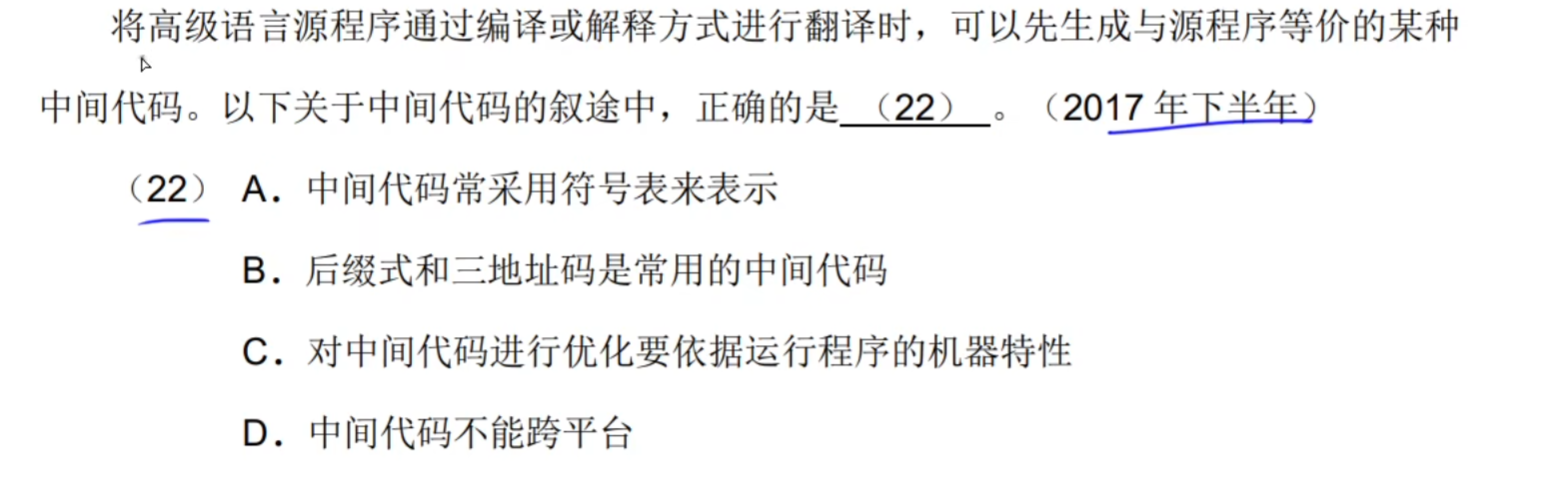 将高级语言源程序通过编译或解释方式进行翻译时，可以先生成与源程序等价的某种
中间代码。以下关于中间代码的叙途中，正确的是（22）。（2017 年下半年）
（22） A．中间代码常采用符号表来表示
B．后缀式和三地址码是常用的中间代码
C．对中间代码进行优化要依据运行程序的机器特性
D．中间代码不能跨平台